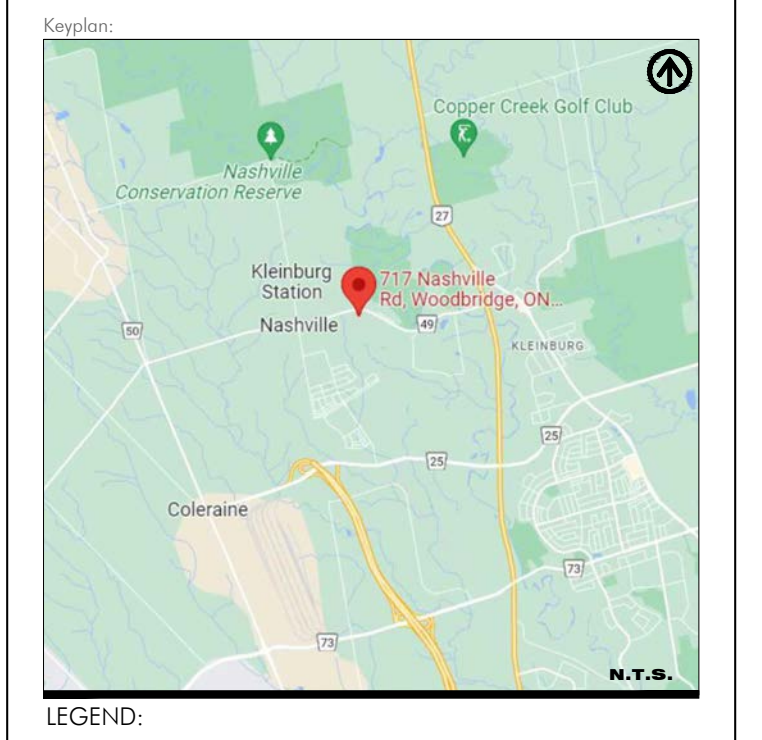 Keyplan:
Copper Creek Golf Club
Nashville
Conservation Reserve
27
Kleinburg
Station
717 Nashville
Rd, Woodbridge, ON...
Nashville
49
50
KLEINBURG
25
25
Coleraine
73
73
N.T.S.
LEGEND: